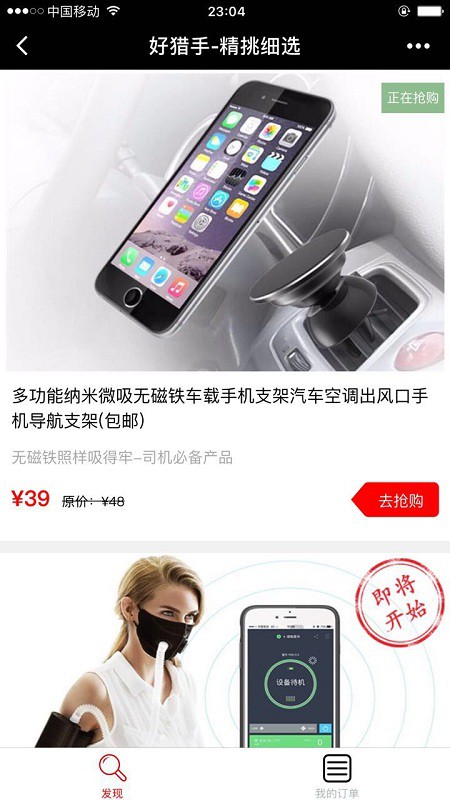 中国移动
23:04
好猎手-精挑细选
正在抢购
多功能纳米微吸无磁铁车载手机支架汽车空调出风口手
机导航支架(包邮)
无磁铁照样吸得牢-司机必备产品
¥39 原价：¥48 去抢购
即将
开始
设备待机
发现
我的订单